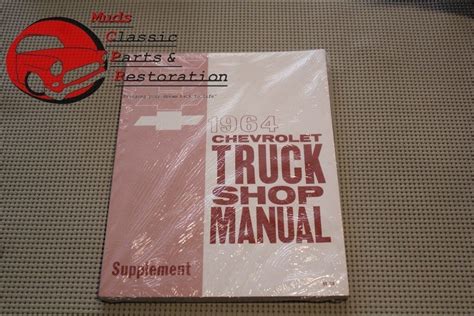 Muds
Classic
Parts &
Restoration
1964
CHEVROLET
TRUCK
SHOP
MANUAL
Supplement